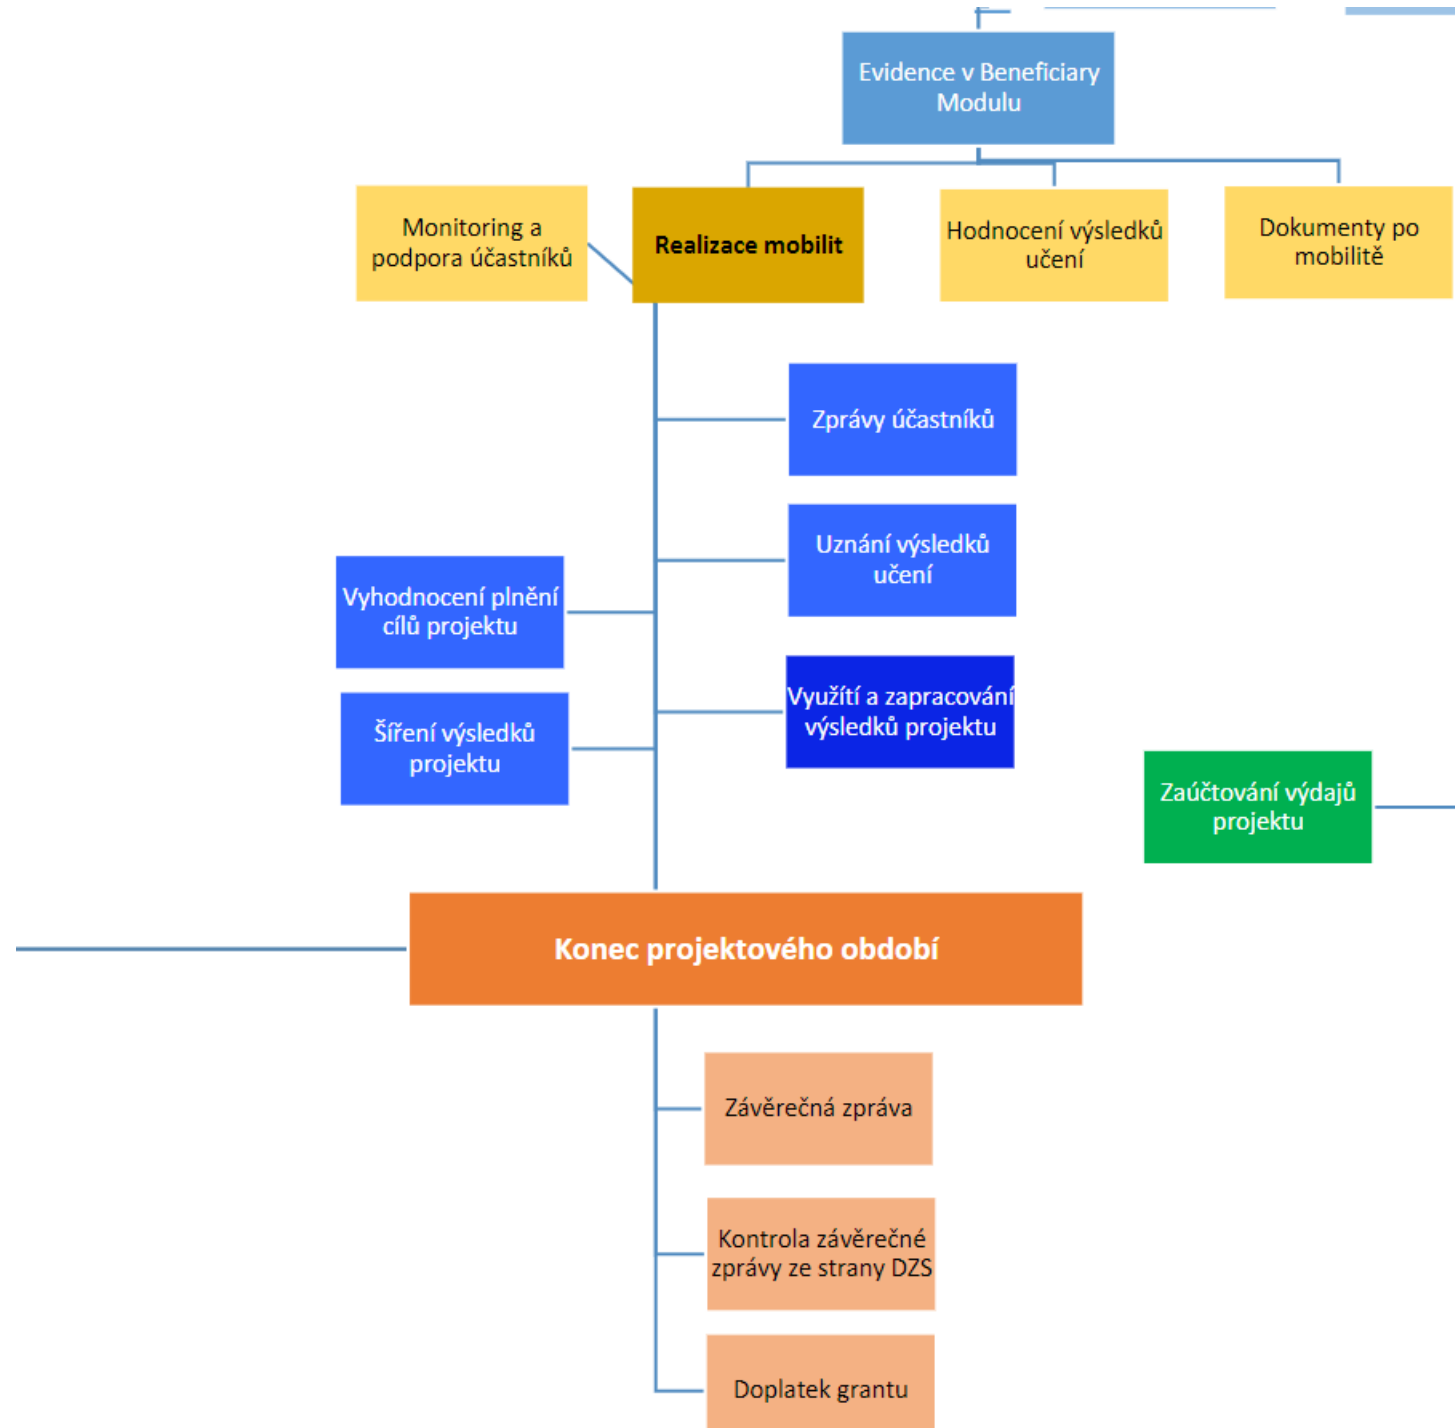 Evidence v Beneficiary
Modulu
Monitoring a
podpora účastníků
Realizace mobilit
Hodnocení výsledků
učení
Dokumenty po
mobilitě
Zprávy účastníků
Uznání výsledků
učení
Vyhodnocení plnění
cílů projektu
Využítí a zapracování
výsledků projektu
Šíření výsledků
projektu
Zaúčtování výdajů
projektu
Konec projektového období
Závěrečná zpráva
Kontrola závěrečné
zprávy ze strany DZS
Doplatek grantu